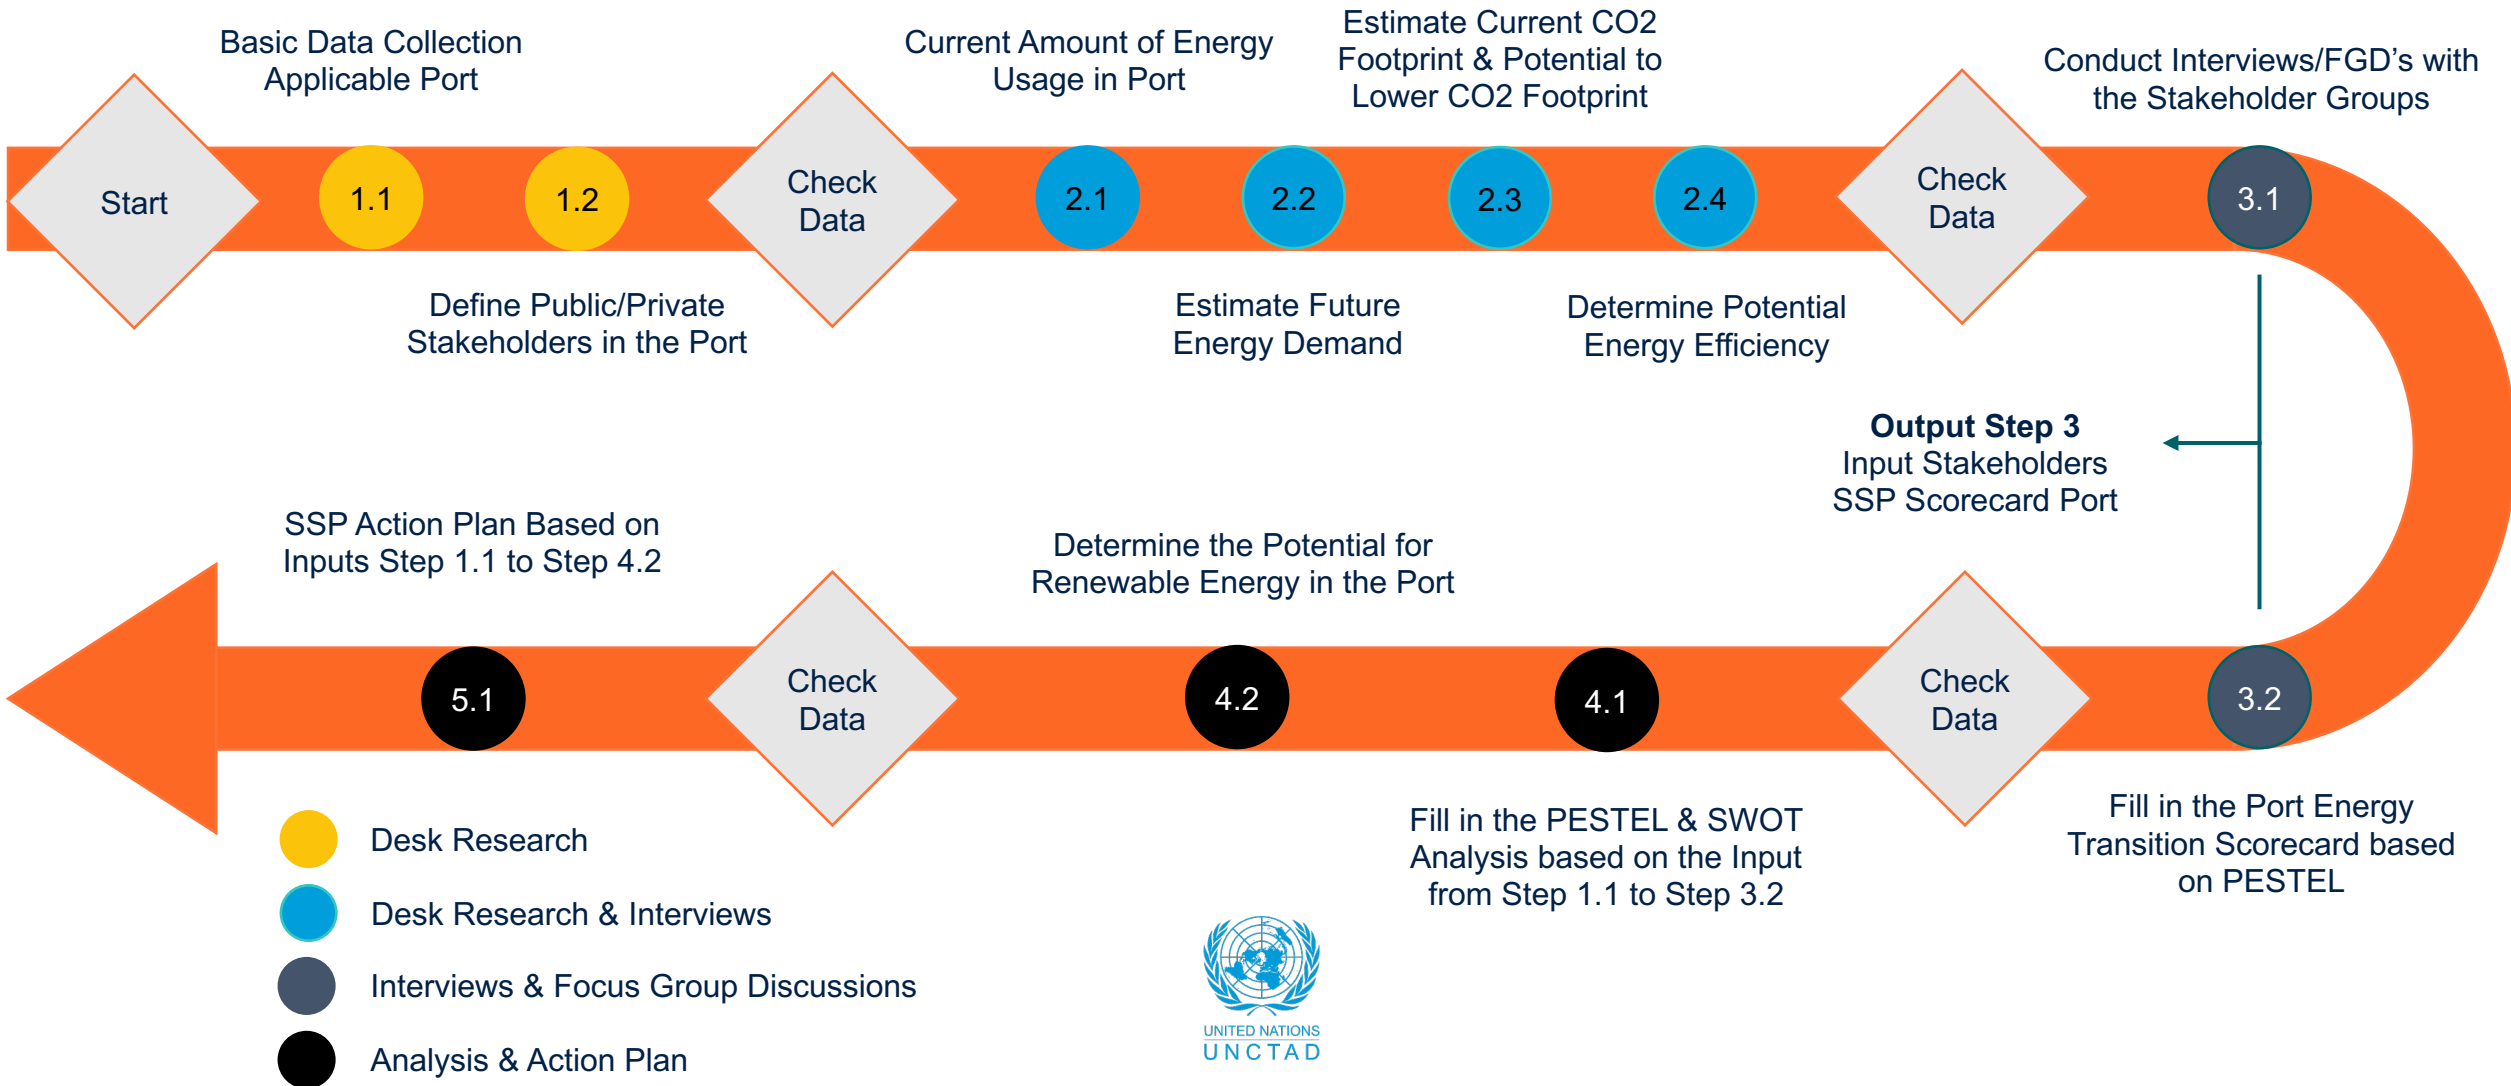 Basic Data Collection
Applicable Port
Current Amount of Energy
Usage in Port
Estimate Current CO2
Footprint & Potential to
Lower CO2 Footprint
Conduct Interviews/FGD's with
the Stakeholder Groups
Start
1.1
1.2
Check
Data
2.1
2.2
2.3
2.4
Check
Data
3.1
Define Public/Private
Stakeholders in the Port
Estimate Future
Energy Demand
Determine Potential
Energy Efficiency
Output Step 3
Input Stakeholders
SSP Scorecard Port
SSP Action Plan Based on
Inputs Step 1.1 to Step 4.2
Determine the Potential for
Renewable Energy in the Port
5.1
Check
Data
4.2
4.1
Check
Data
3.2
Fill in the PESTEL & SWOT
Analysis based on the Input
from Step 1.1 to Step 3.2
Fill in the Port Energy
Transition Scorecard based
on PESTEL
Desk Research
Desk Research & Interviews
Interviews & Focus Group Discussions
Analysis & Action Plan
UNITED NATIONS
UNCTAD